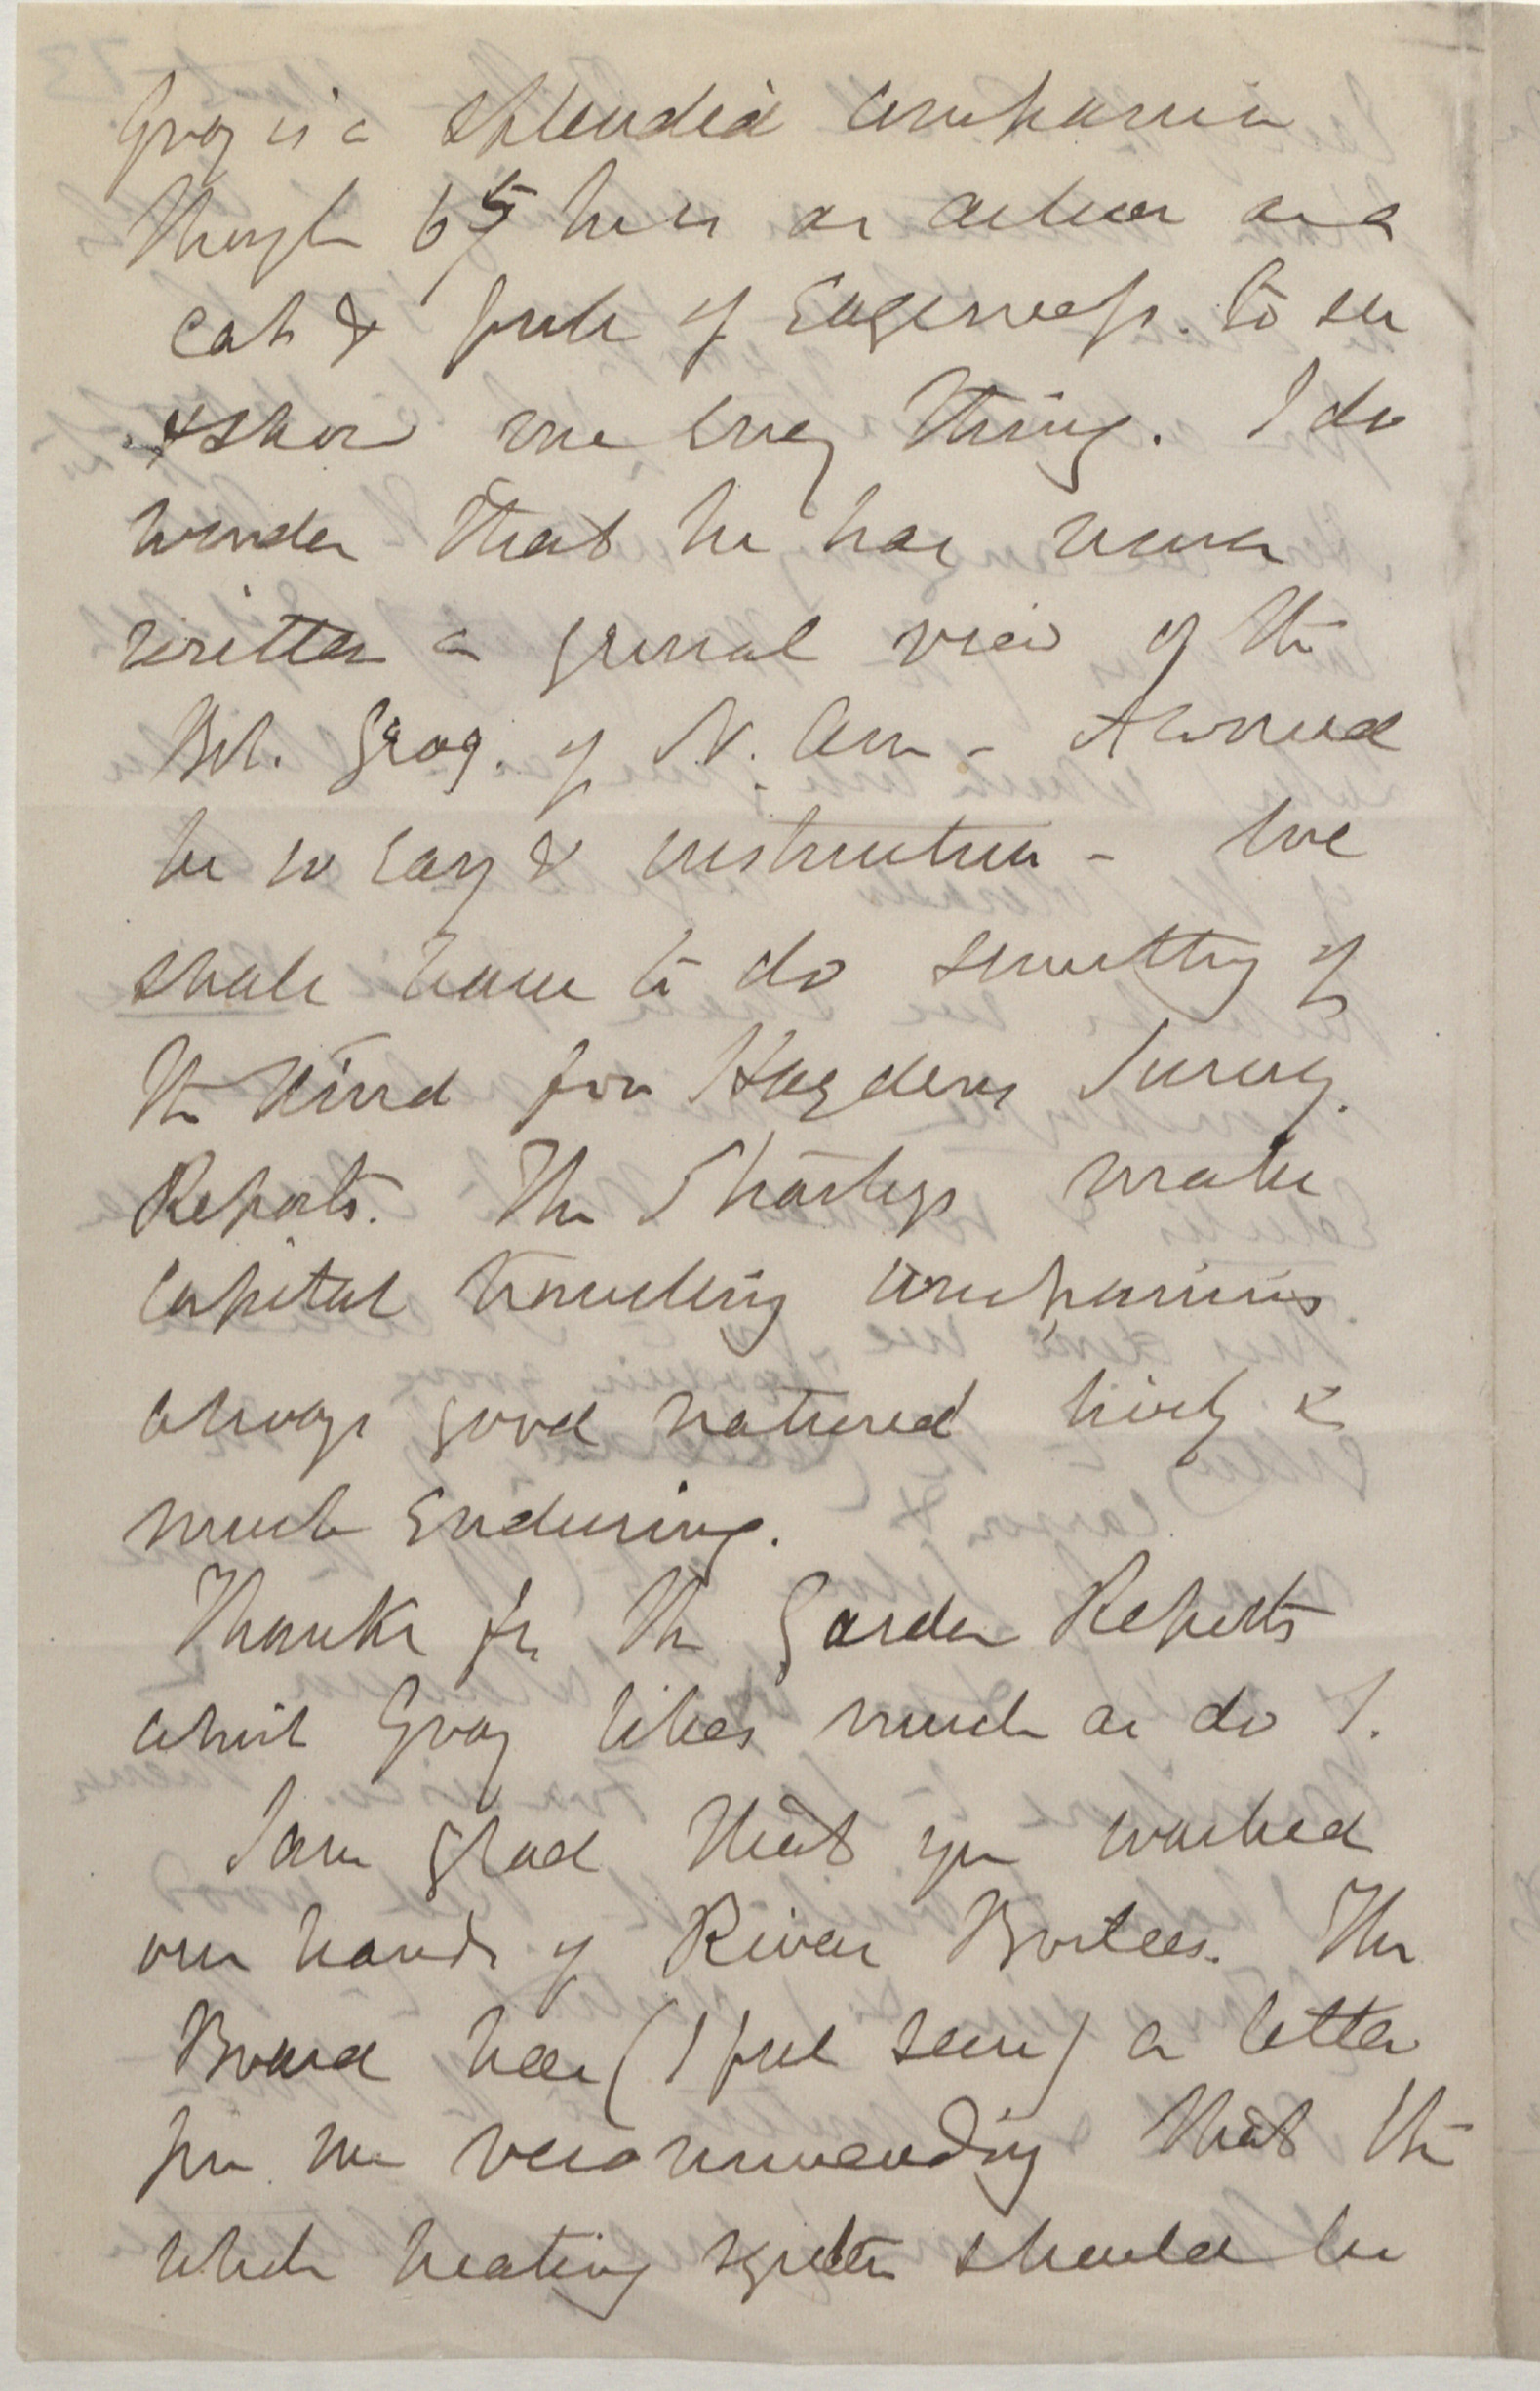 Gray is a splendid companion
though 65 he is as active as a
cat & full of eagerness to see
& show me every thing. I do
wonder that he has never
written a general view of the
Bot. Geog. of N. Am - It would
be so easy & instructive - We
shall have to do something of
the kind for Haydens Survey.
Reports. The Stracheys make
capital travelling companions
always good natured lively &
much enduring.
Thanks for the Garden Reports
which Gray likes much as do I.
I am glad that you washed
our hands of River Boilers. The
Board has (I feel sure) a letter
from me recommending that the
whole heating system should be